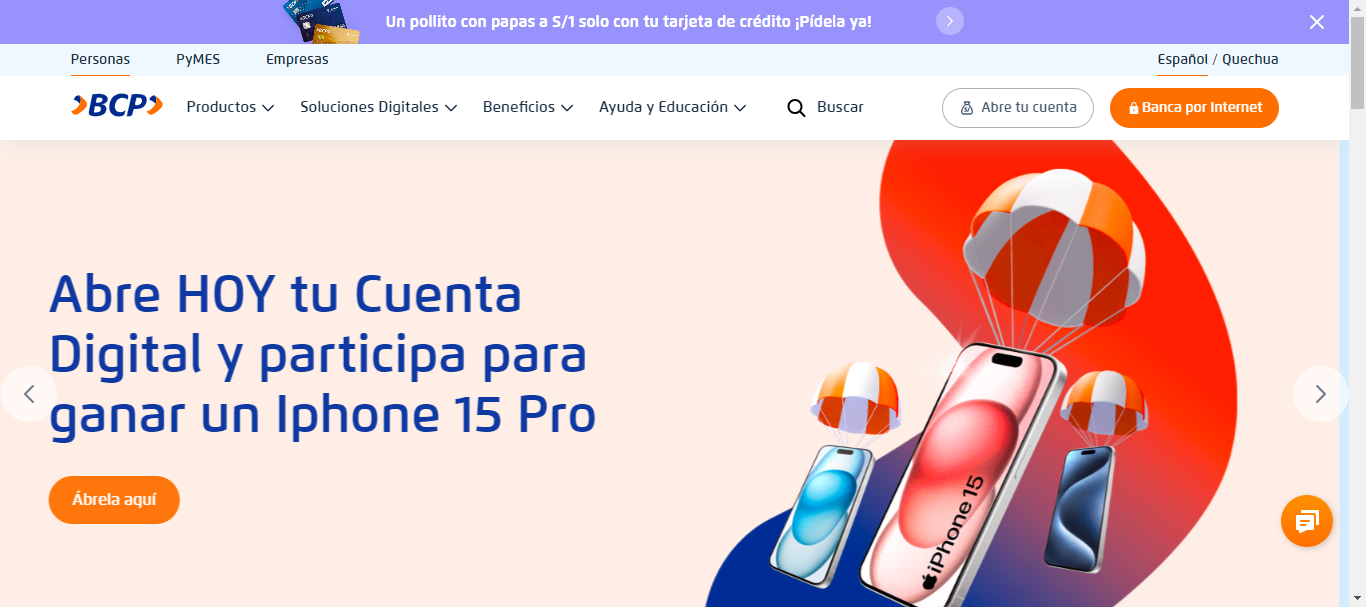 Un pollito con papas a S/1 solo con tu tarjeta de crédito ¡Pídela ya!
Personas PyMES Empresas Español / Quechua
BCP Productos Soluciones Digitales Beneficios Ayuda y Educación Buscar Abre tu cuenta Banca por Internet
Abre HOY tu Cuenta
Digital y participa para
ganar un Iphone 15 Pro
Ábrela aquí
iPhone 15